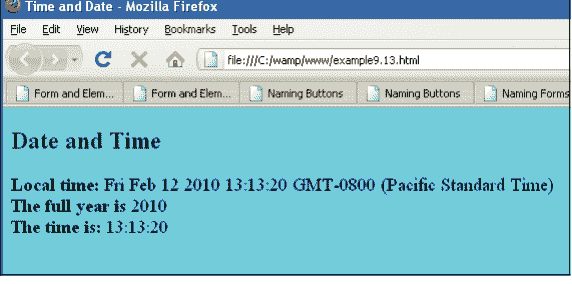 Time and Date - Mozilla Firefox
File Edit View History Bookmarks Tools Help
file:///C:/wamp/www/example9.13.html
Form and Elem... Form and Elem... Naming Buttons Naming Buttons Naming Forms
Date and Time
Local time: Fri Feb 12 2010 13:13:20 GMT-0800 (Pacific Standard Time)
The full year is 2010
The time is: 13:13:20